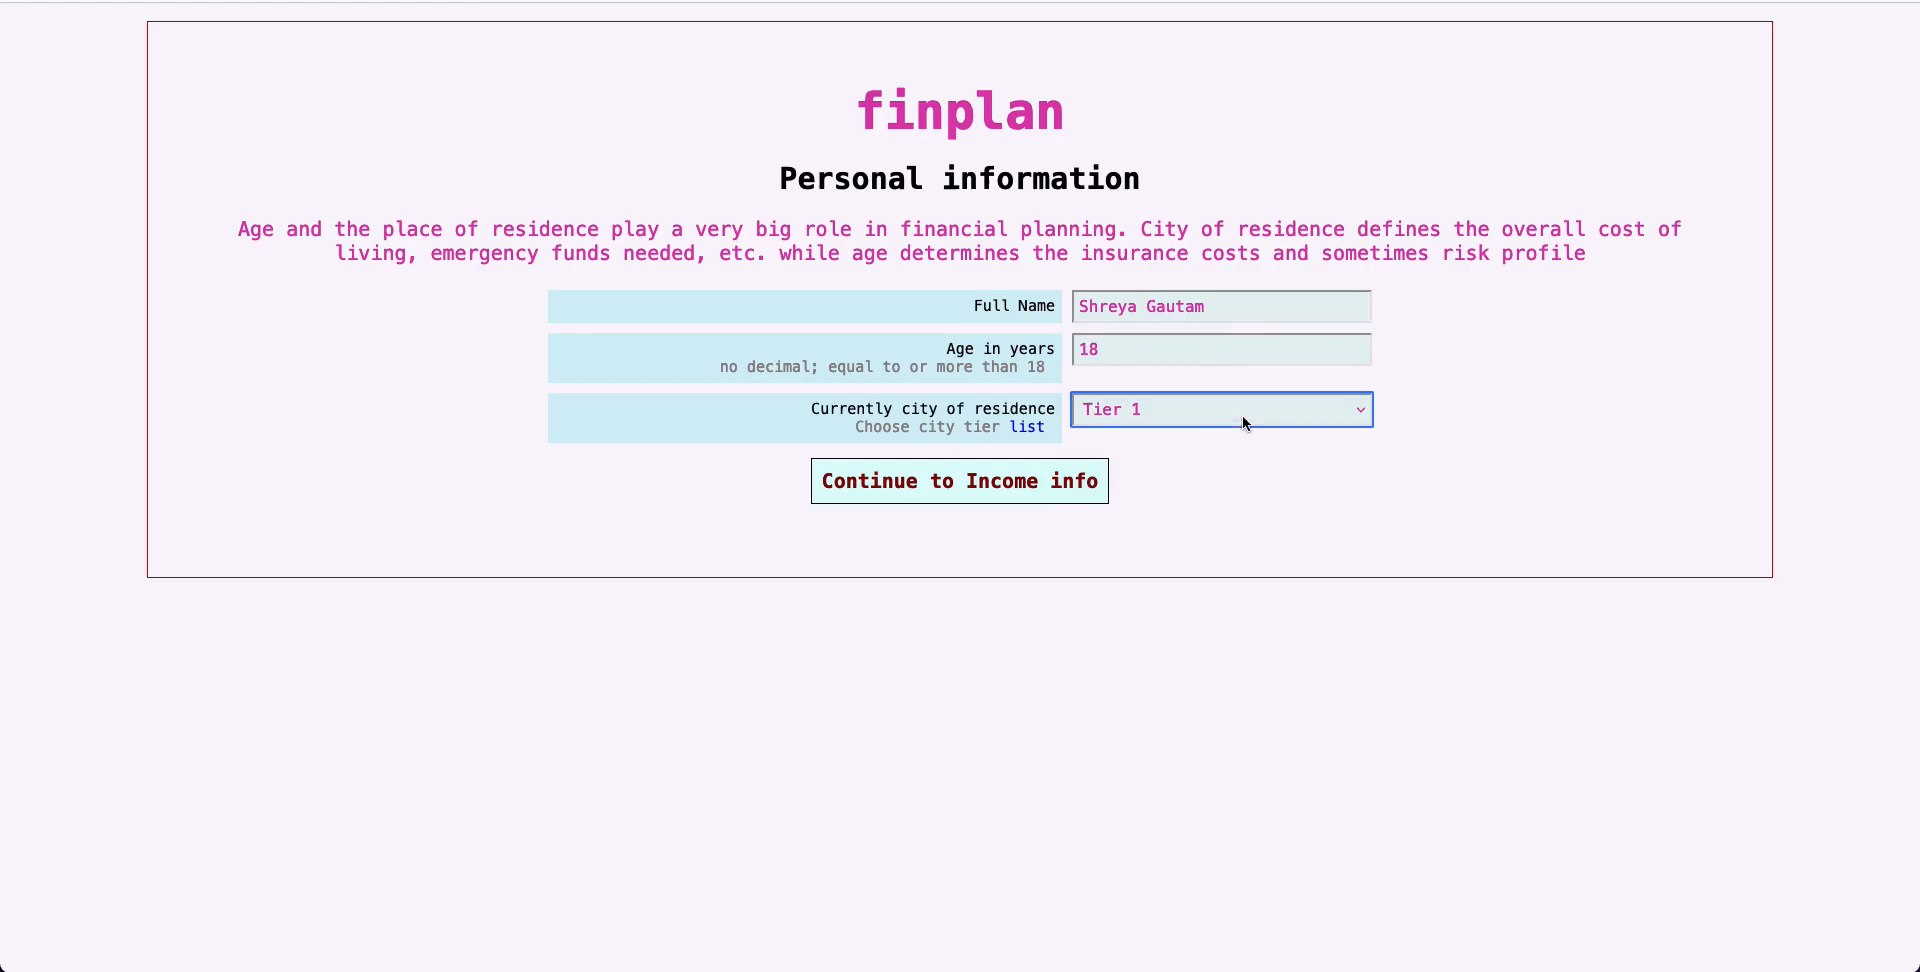 finplan
Personal information
Age and the place of residence play a very big role in financial planning. City of residence defines the overall cost of
living, emergency funds needed, etc. while age determines the insurance costs and sometimes risk profile
Full Name
Shreya Gautam
Age in years
no decimal; equal to or more than 18
18
Currently city of residence
Choose city tier list
Tier 1
Continue to Income info